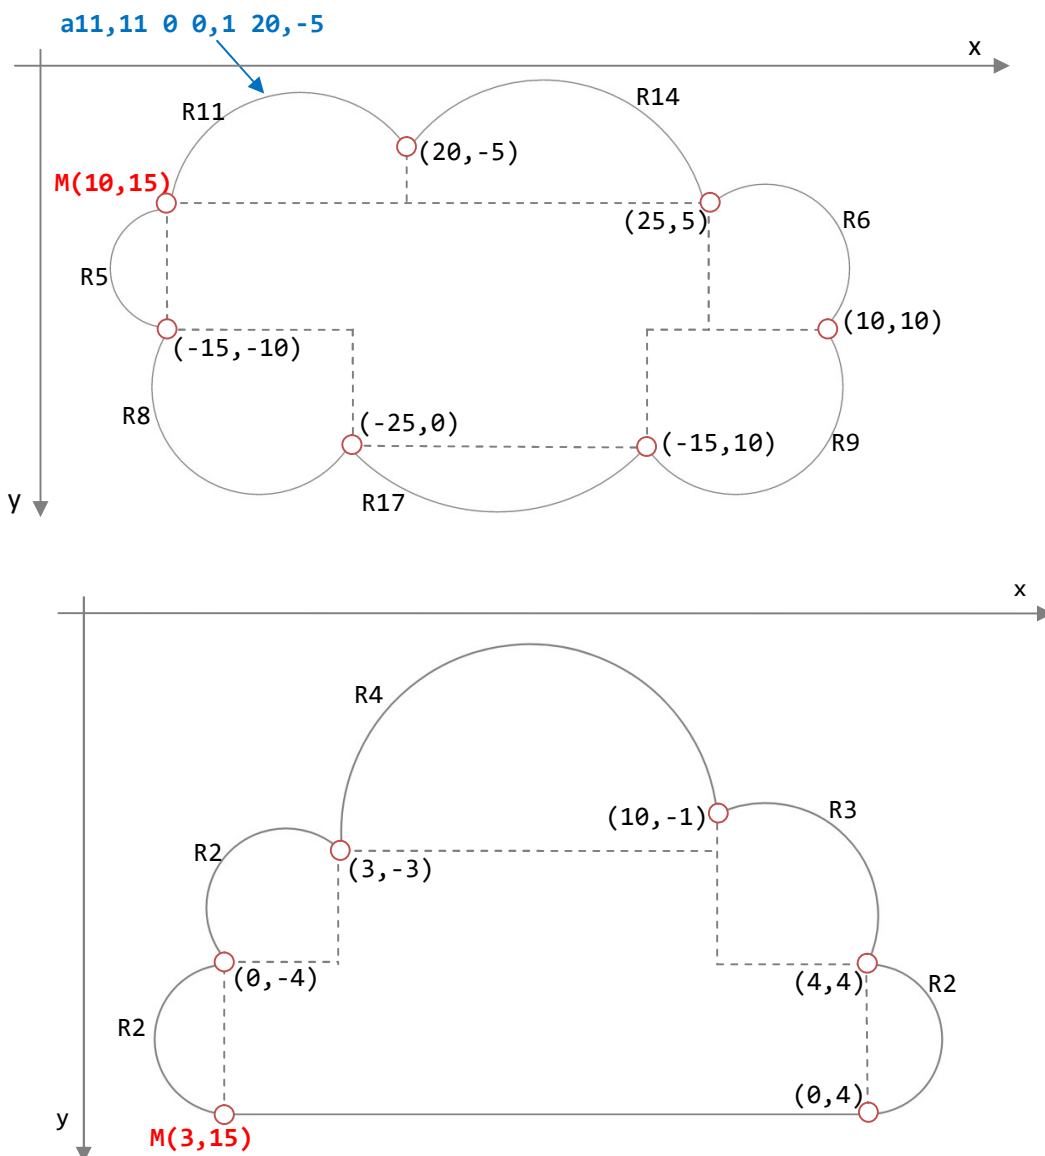 a11,11 0 0,1 20,-5
x
R11
R14
(20,-5)
M(10,15)
(25,5)
R6
R5
(10,10)
(-15,-10)
R8
(-25,0)
(-15,10)
R9
y
R17
x
R4
(10,-1)
R3
R2
(3,-3)
(0,-4)
(4,4)
R2
R2
(0,4)
y
M(3,15)